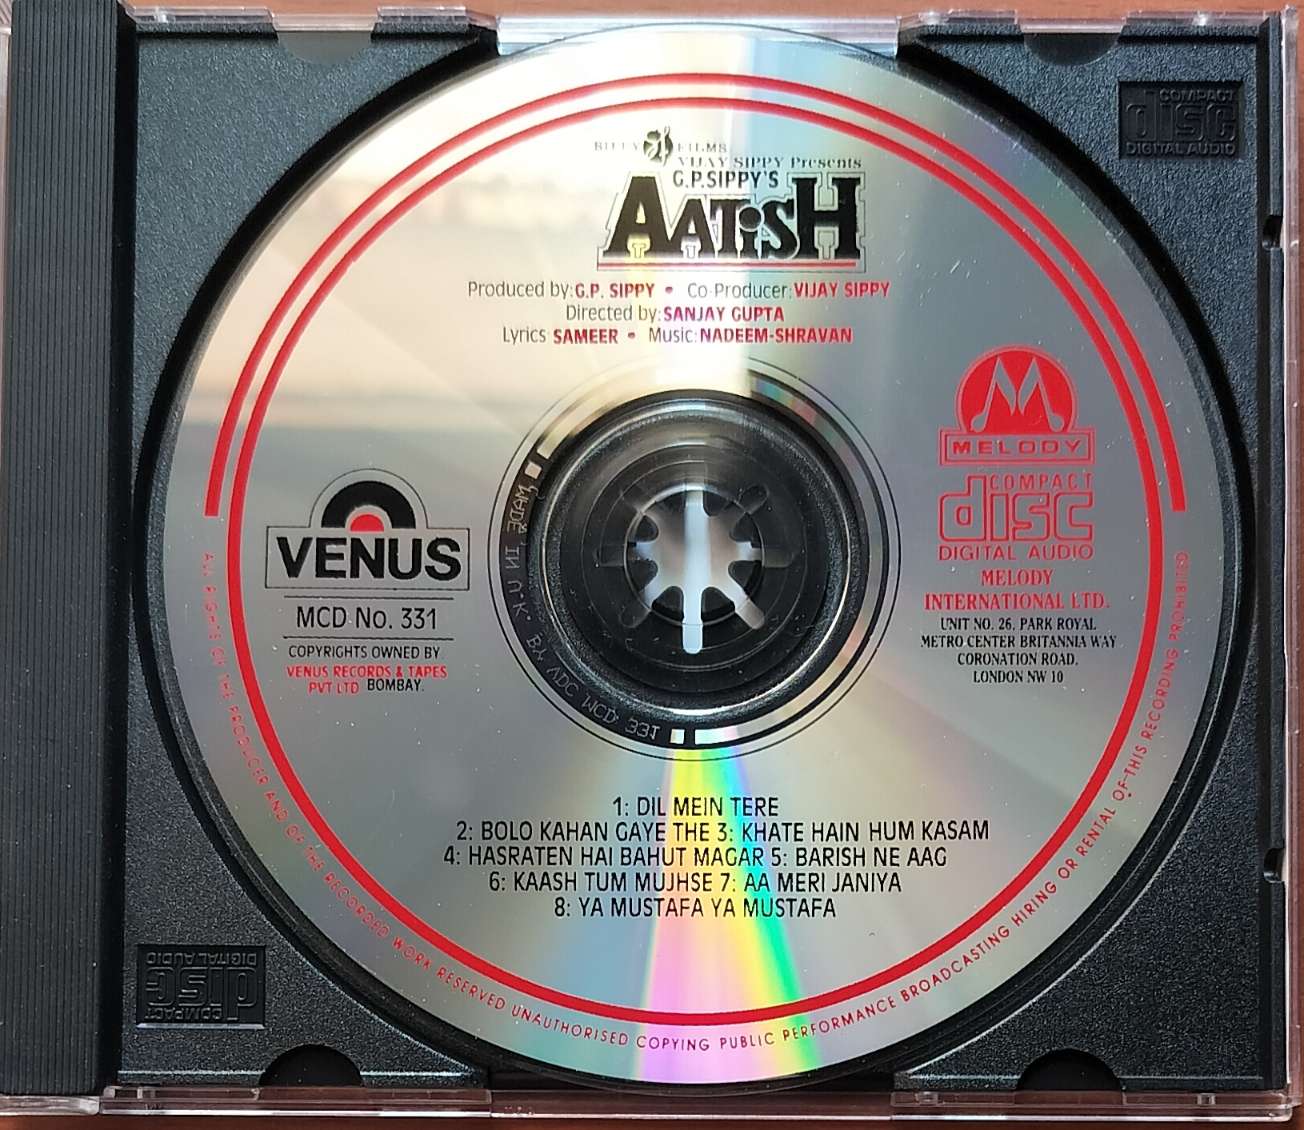 COMPACT
disc
DIGITAL AUDIO
SIPPY FILMS
VIJAY SIPPY Presents
G.P.SIPPY'S
AATiSH
Produced by: G.P. SIPPY • Co-Producer: VIJAY SIPPY
Directed by: SANJAY GUPTA
Lyrics SAMEER • Music: NADEEM-SHRAVAN
VENUS
MCD No. 331
COPYRIGHTS OWNED BY
VENUS RECORDS & TAPES
PVT LTD BOMBAY.
M
MELODY
COMPACT
disc
DIGITAL AUDIO
MELODY
INTERNATIONAL LTD.
UNIT NO. 26, PARK ROYAL
METRO CENTER BRITANNIA WAY
CORONATION ROAD.
LONDON NW 10
MADE IN U.K. BY ADC MCD 331
1: DIL MEIN TERE
2: BOLO KAHAN GAYE THE 3: KHATE HAIN HUM KASAM
4: HASRATEN HAI BAHUT MAGAR 5: BARISH NE AAG
6: KAASH TUM MUJHSE 7: AA MERI JANIYA
8: YA MUSTAFA YA MUSTAFA
ALL RIGHTS OF THE PRODUCER AND OF THE RECORDED WORK RESERVED UNAUTHORISED COPYING PUBLIC PERFORMANCE BROADCASTING HIRING OR RENTAL OF THIS RECORDING PROHIBITED
COMPACT
disc
DIGITAL AUDIO